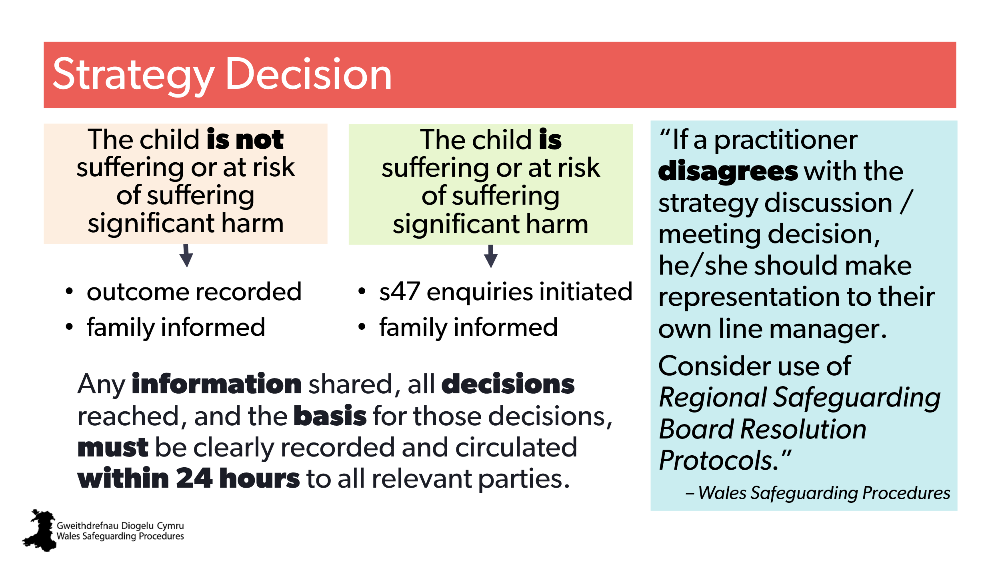 Strategy Decision
The child is not
suffering or at risk
of suffering
significant harm
• outcome recorded
• family informed
The child is
suffering or at risk
of suffering
significant harm
• s47 enquiries initiated
• family informed
Any information shared, all decisions
reached, and the basis for those decisions,
must be clearly recorded and circulated
within 24 hours to all relevant parties.
“If a practitioner
disagrees with the
strategy discussion /
meeting decision,
he/she should make
representation to their
own line manager.
Consider use of
Regional Safeguarding
Board Resolution
Protocols.”
– Wales Safeguarding Procedures
Gweithdrefnau Diogelu Cymru
Wales Safeguarding Procedures